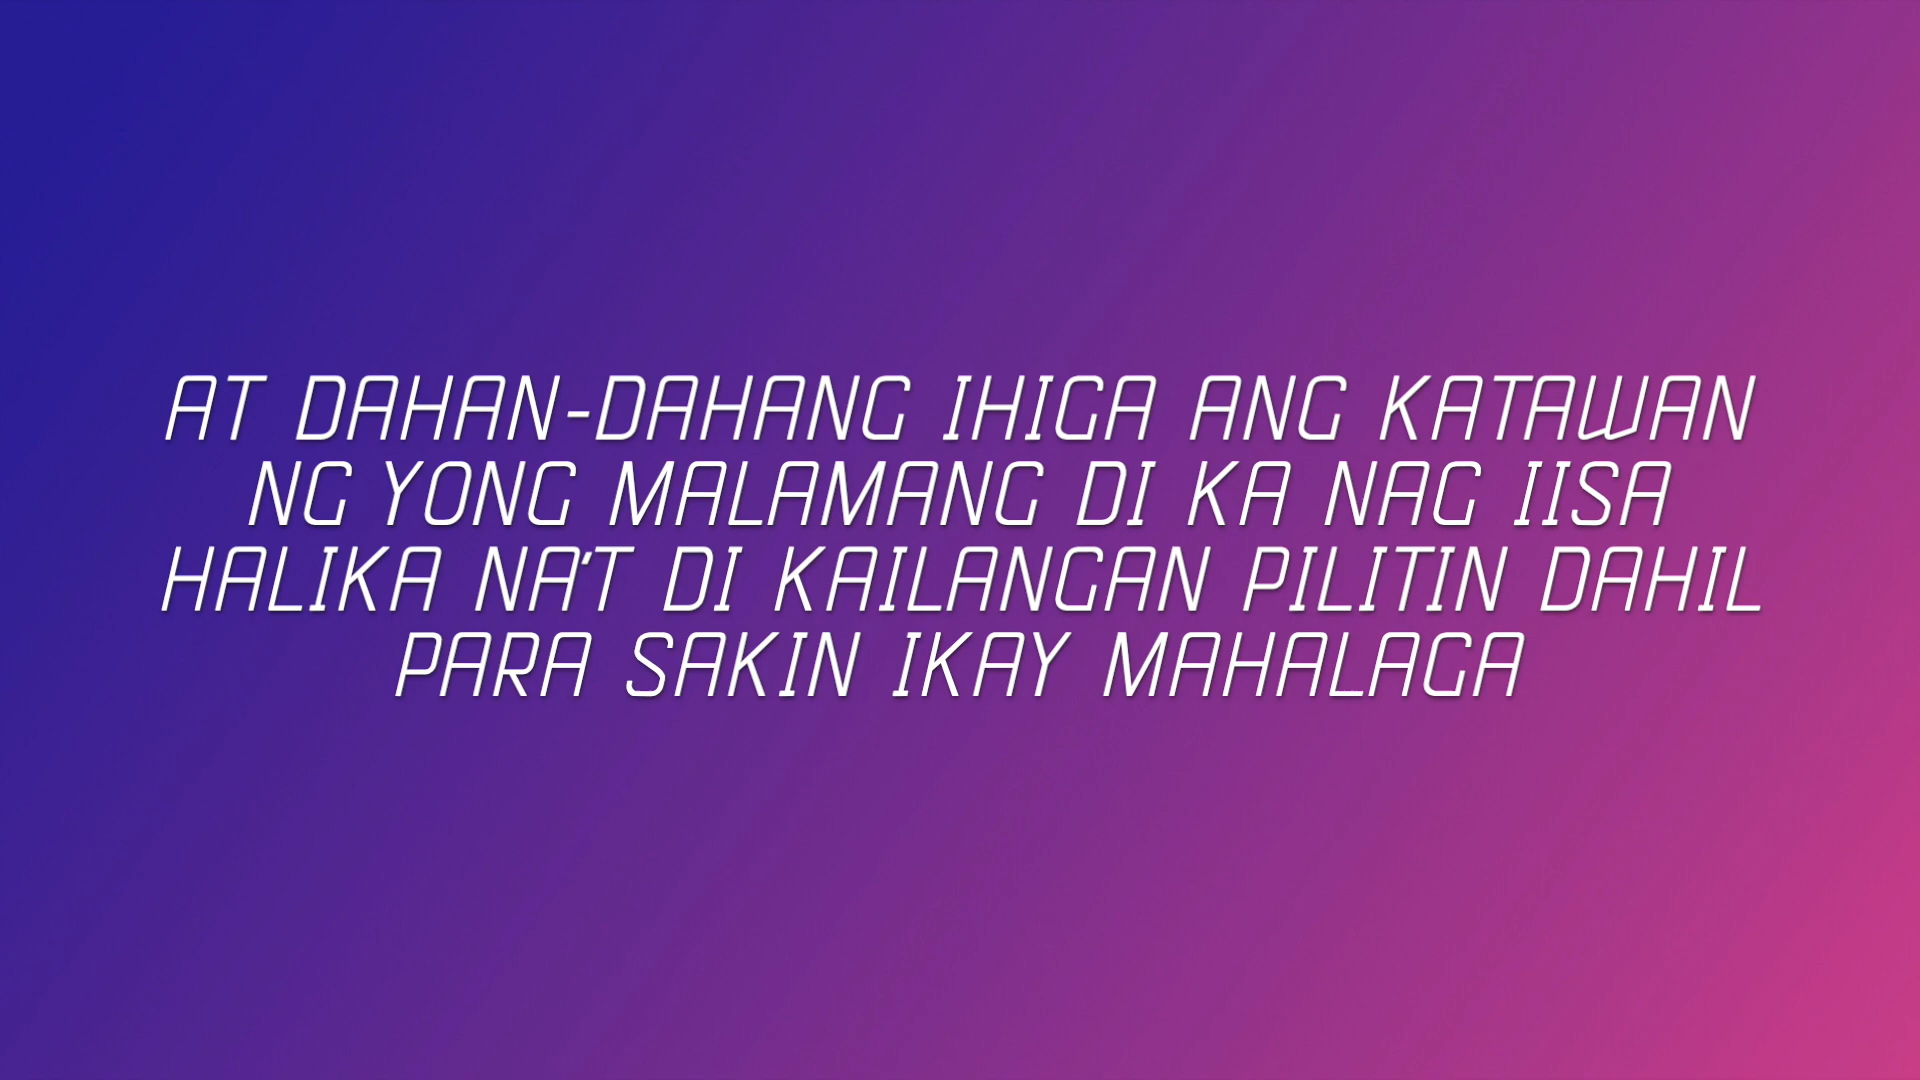 AT DAHAN-DAHANG IHIGA ANG KATAWAN
NG YONG MALAMANG DI KA NAG IISA
HALIKA NA'T DI KAILANGAN PILITIN DAHIL
PARA SAKIN IKAY MAHALAGA